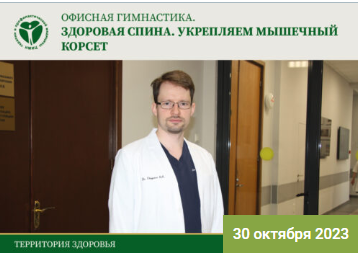 ОФИСНАЯ ГИМНАСТИКА.
ЗДОРОВАЯ СПИНА. УКРЕПЛЯЕМ МЫШЕЧНЫЙ
КОРСЕТ
30 октября 2023
ТЕРРИТОРИЯ ЗДОРОВЬЯ